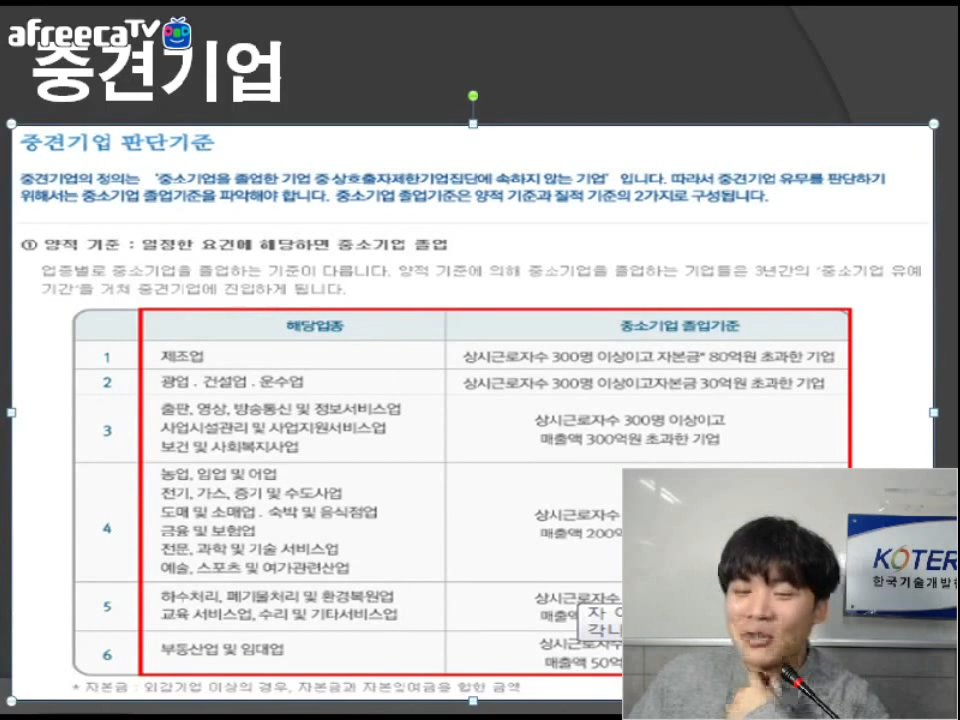 afreecaTV
중견기업
중견기업 판단기준
중견기업의 정의는 '중소기업을 졸업한 기업 중 상호출자제한기업집단에 속하지 않는 기업' 입니다. 따라서 중견기업 유무를 판단하기
위해서는 중소기업 졸업기준을 파악해야 합니다. 중소기업 졸업기준은 양적 기준과 질적 기준의 2가지로 구성됩니다.
① 양적 기준 : 일정한 요건에 해당하면 중소기업 졸업
업종별로 중소기업을 졸업하는 기준이 다릅니다. 양적 기준에 의해 중소기업을 졸업하는 기업들은 3년간의 '중소기업 유예
기간'을 거쳐 중견기업에 진입하게 됩니다.
해당업종 중소기업 졸업기준
1 제조업 상시근로자수 300명 이상이고 자본금* 80억원 초과한 기업
2 광업 . 건설업 . 운수업 상시근로자수 300명 이상이고자본금 30억원 초과한 기업
3 출판, 영상, 방송통신 및 정보서비스업
사업시설관리 및 사업지원서비스업
보건 및 사회복지사업
상시근로자수 300명 이상이고
매출액 300억원 초과한 기업
4 농업, 임업 및 어업
전기, 가스, 증기 및 수도사업
도매 및 소매업 . 숙박 및 음식점업
금융 및 보험업
전문, 과학 및 기술 서비스업
예술, 스포츠 및 여가관련산업
상시근로자수
매출액 200억
5 하수처리, 폐기물처리 및 환경복원업
교육 서비스업, 수리 및 기타서비스업
상시근로자수
매출액
6 부동산업 및 임대업
상시근로자수
매출액 50억
자
각
* 자본금 : 외감기업 이상의 경우, 자본금과 자본잉여금을 합한 금액
KOTER
한국기술개발